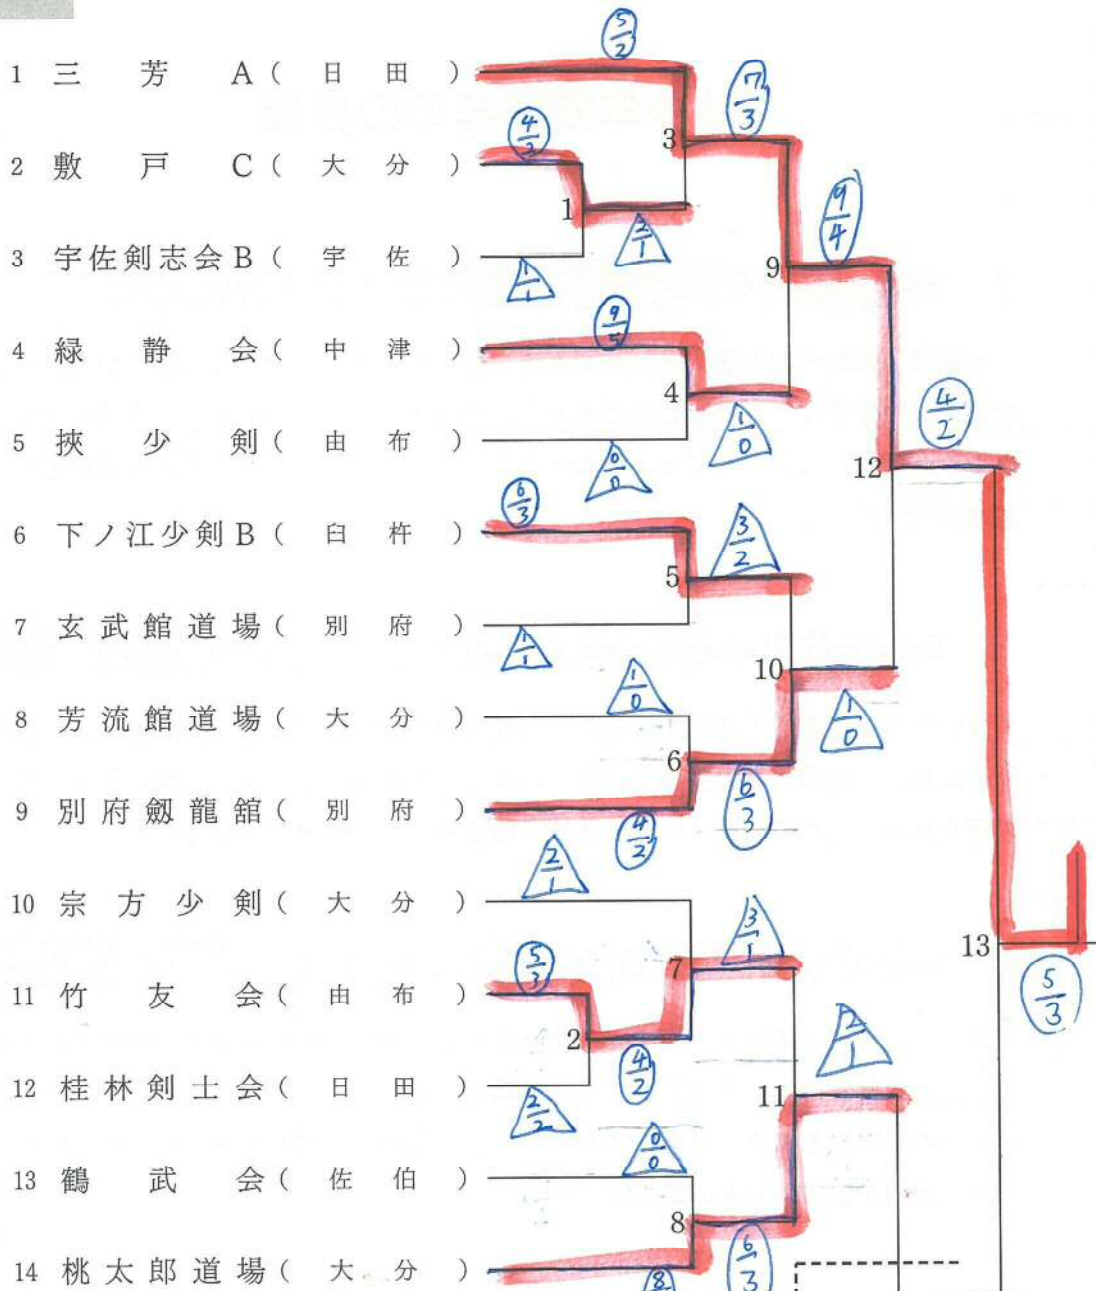 1 三芳A（日田）
2 敷戸C（大分）
3 宇佐剣志会B（宇佐）
4 緑静会（中津）
5 挾少剣（由布）
6 下ノ江少剣B（臼杵）
7 玄武館道場（別府）
8 芳流館道場（大分）
9 別府劔龍舘（別府）
10 宗方少剣（大分）
11 竹友会（由布）
12 桂林剣士会（日田）
13 鶴武会（佐伯）
14 桃太郎道場（大分）
5/2
7/3
3
1
2/1
1/1
9/4
9
9/5
4
1/0
0/0
4/2
12
6/3
3/2
5
1/1
1/0
10
1/0
6
6/3
4/2
2/1
3/1
7
5/3
2
4/2
2/2
13
5/3
2/1
11
0/0
8
6/3
8